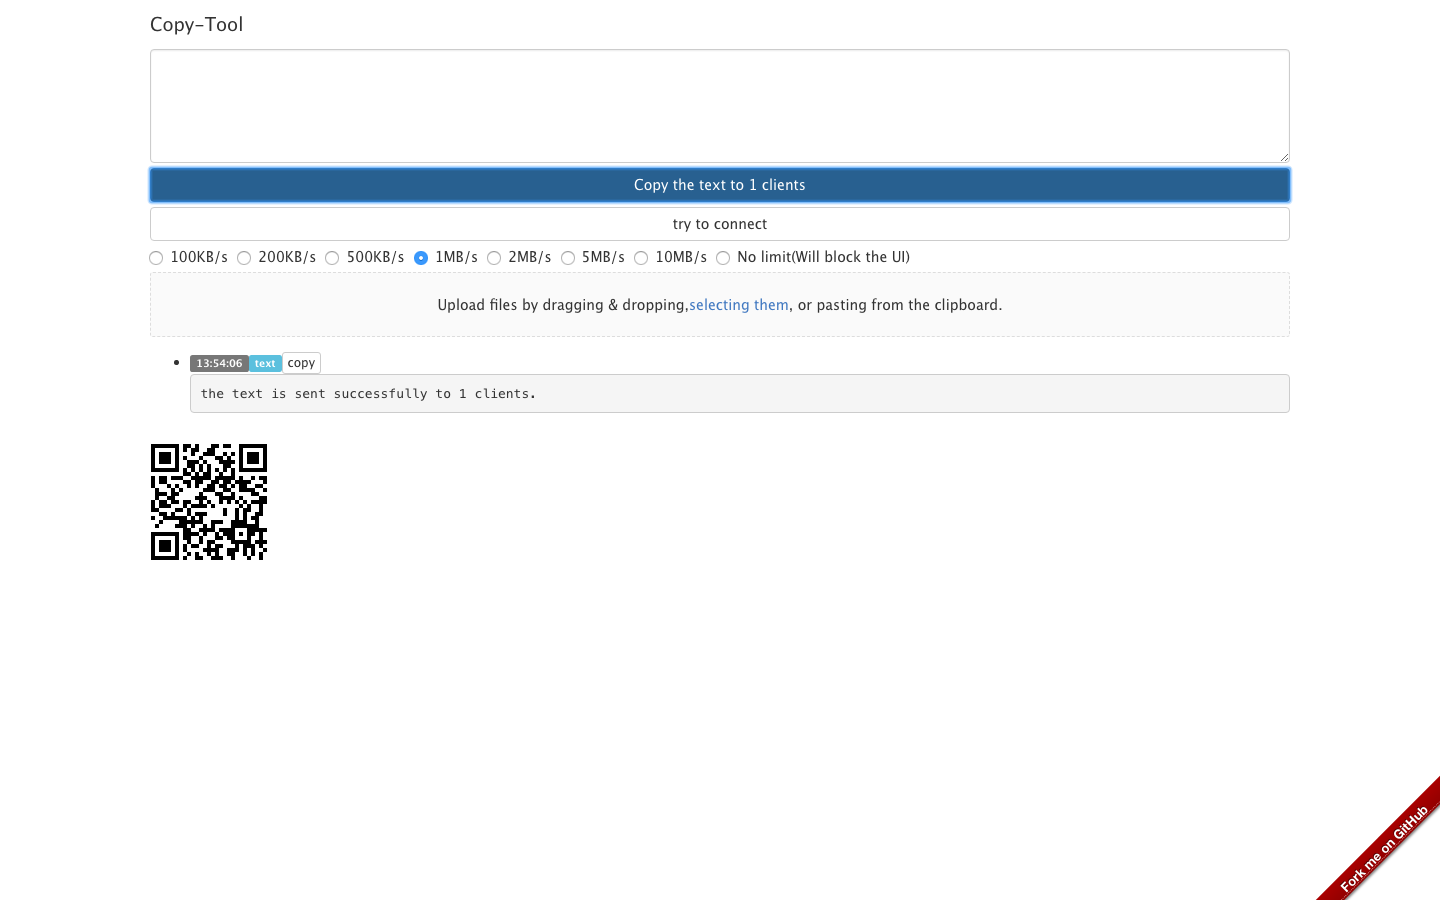 Copy-Tool
Copy the text to 1 clients
try to connect
100KB/s 200KB/s 500KB/s 1MB/s 2MB/s 5MB/s 10MB/s No limit(Will block the UI)
Upload files by dragging & dropping,selecting them, or pasting from the clipboard.
13:54:06 text copy
the text is sent successfully to 1 clients.
Fork me on GitHub